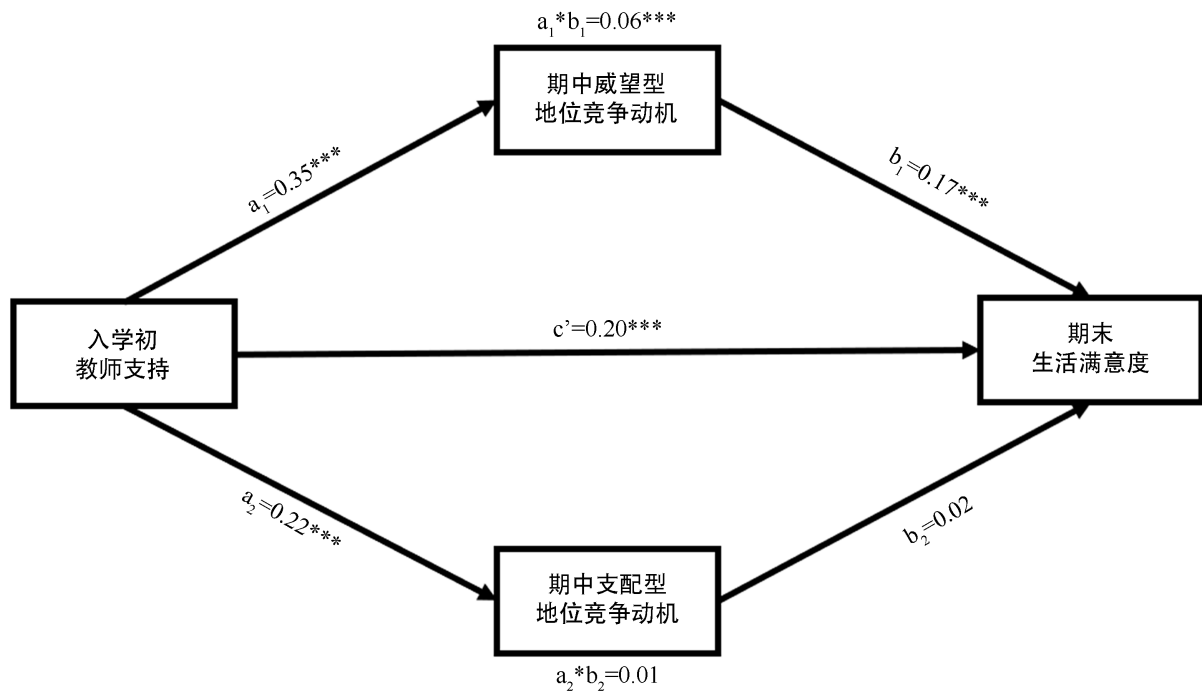 a₁*b₁=0.06***
期中威望型
地位竞争动机
a₁=0.35***
b₁=0.17***
入学初
教师支持
c’=0.20***
期末
生活满意度
a₂=0.22***
b₂=0.02
期中支配型
地位竞争动机
a₂*b₂=0.01